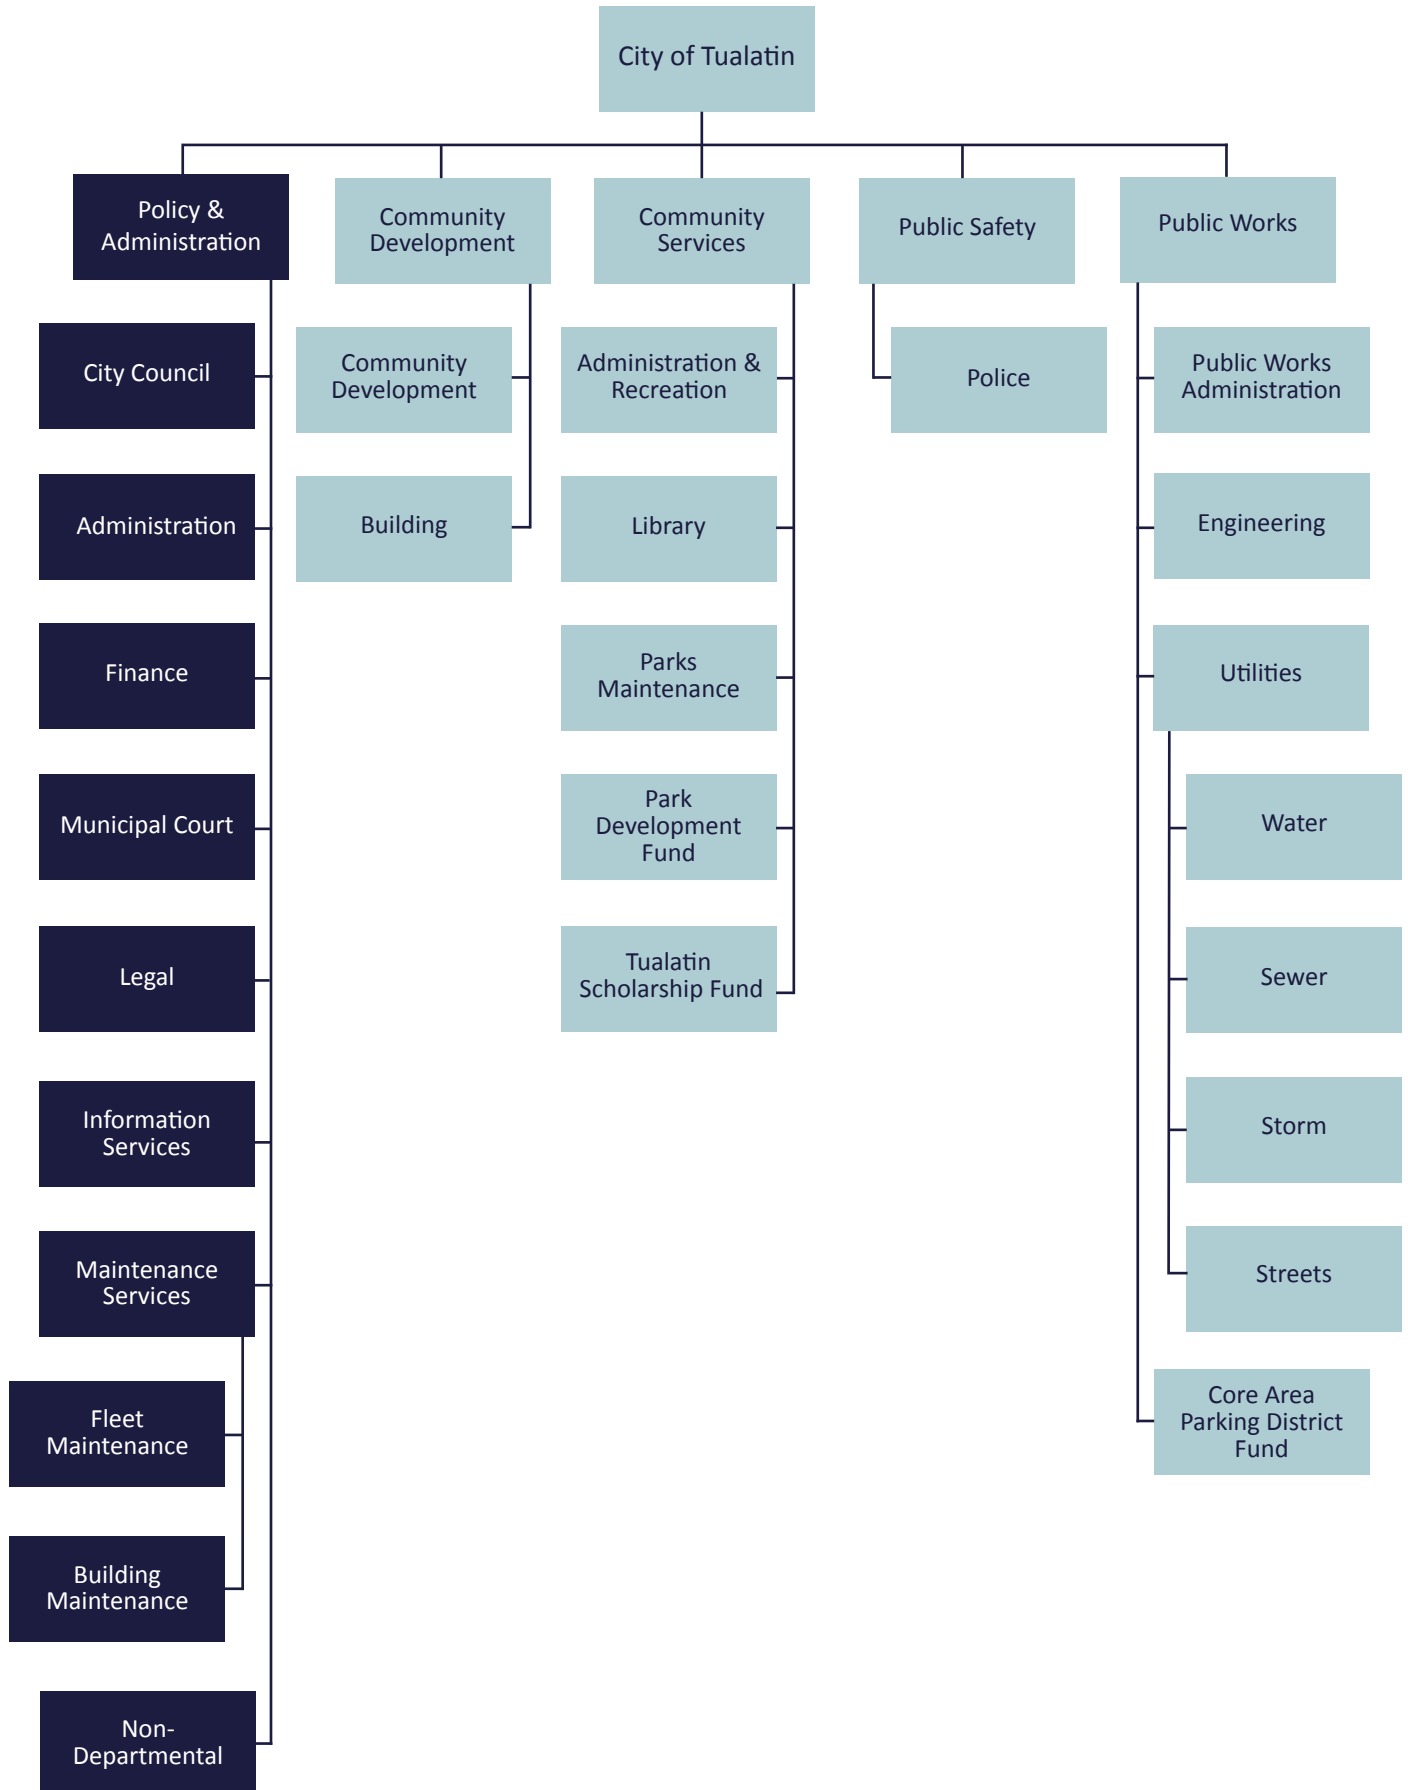 City of Tualatin
Policy &
Administration
Community
Development
Community
Services
Public Safety
Public Works
City Council
Administration
Finance
Municipal Court
Legal
Information
Services
Maintenance
Services
Fleet
Maintenance
Building
Maintenance
Non-
Departmental
Community
Development
Building
Administration &
Recreation
Library
Parks
Maintenance
Park
Development
Fund
Tualatin
Scholarship Fund
Police
Public Works
Administration
Engineering
Utilities
Water
Sewer
Storm
Streets
Core Area
Parking District
Fund